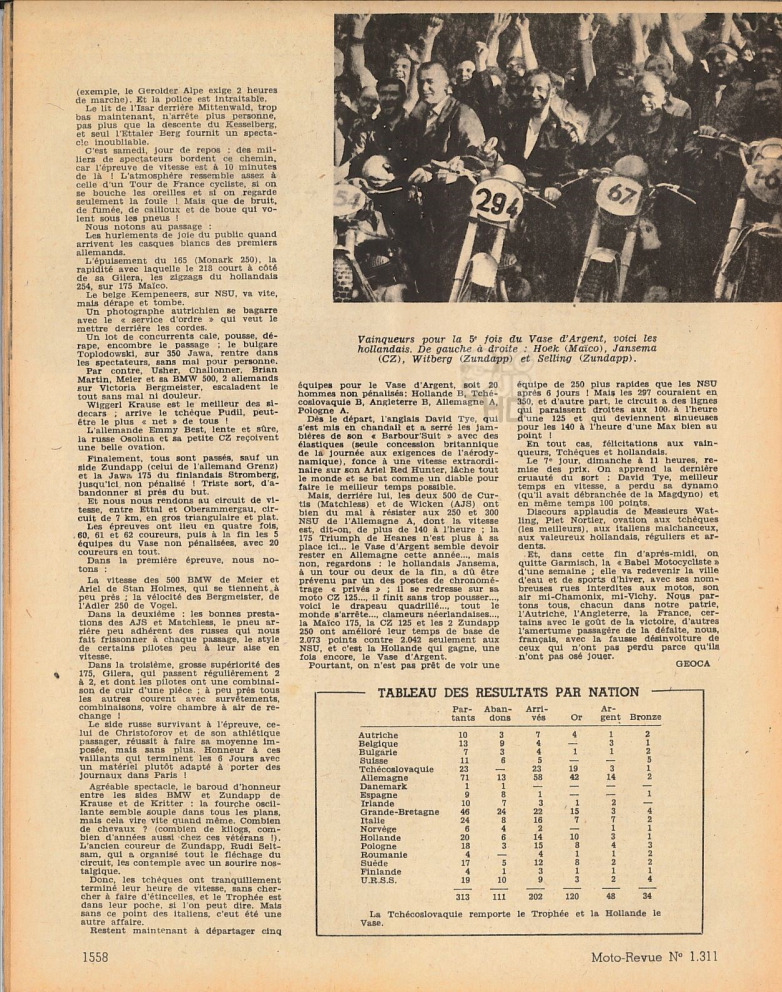 (exemple, le Gerolder Alpe exige 2 heures
de marche). Et la police est intraitable.
Le lit de l'Isar derrière Mittenwald, trop
bas maintenant, n'arrête plus personne,
pas plus que la descente du Kesselberg,
et seul l'Ettaler Berg fournit un specta-
cle inoubliable.
C'est samedi, jour de repos : des mil-
liers de spectateurs bordent ce chemin,
car l'épreuve de vitesse est à 10 minutes
de là ! L'atmosphère ressemble assez à
celle d'un Tour de France cycliste, si on
se bouche les oreilles et si on regarde
seulement la foule ! Mais que de bruit,
de fumée, de cailloux et de boue qui vo-
lent sous les pneus !
Nous notons au passage :
Les hurlements de joie du public quand
arrivent les casques blancs des premiers
allemands.
L'épuisement du 165 (Monark 250), la
rapidité avec laquelle le 213 court à côté
de sa Gilera, les zigzags du hollandais
254, sur 175 Maïco.
Le belge Kempeneers, sur NSU, va vite,
mais dérape et tombe.
Un photographe autrichien se bagarre
avec le « service d'ordre » qui veut le
mettre derrière les cordes.
Un lot de concurrents cale, pousse, dé-
rape, encombre le passage ; le bulgare
Toplodowski, sur 350 Jawa, rentre dans
les spectateurs, sans mal pour personne.
Par contre, Usher, Challonner, Brian
Martin, Meier et sa BMW 500, 2 allemands
sur Victoria Bergmeister, escaladent le
tout sans mal ni douleur.
Wiggerl Kraus est le meilleur des si-
decars ; arrive le tchèque Pudil, peut-
être le plus « net » de tous !
L'allemande Emmy Best, lente et sûre,
la russe Osolina et sa petite CZ reçoivent
une belle ovation.
Finalement, tous sont passés, sauf un
side Zundapp (celui de l'allemand Grenz)
et la Jawa 175 du finlandais Stromberg,
jusqu'ici non pénalisé ! Triste sort, d'a-
bandonner si près du but.
Et nous nous rendons au circuit de vi-
tesse, entre Ettal et Oberammergau, cir-
cuit de 7 km, en gros triangulaire et plat.
Les épreuves ont lieu en quatre fois,
60, 61 et 62 coureurs, puis à la fin les 5
équipes du Vase non pénalisées, avec 20
coureurs en tout.
Dans la première épreuve, nous no-
tons :
La vitesse des 500 BMW de Meier et
Ariel de Stan Holmes, qui se tiennent à
peu près ; la vélocité des Bergmeister, de
l'Adler 250 de Vogel.
Dans la deuxième : les bonnes presta-
tions des AJS et Matchless, le pneu ar-
rière peu adhérent des russes qui nous
fait frissonner à chaque passage, le style
de certains pilotes peu à leur aise en
vitesse.
Dans la troisième, grosse supériorité des
175, Gilera, qui passent régulièrement 2
à 2, et dont les pilotes ont une combinai-
son de cuir d'une pièce ; à peu près tous
les autres courent avec survêtements,
combinaisons, voire chambre à air de re-
change !
Le side russe survivant à l'épreuve, ce-
lui de Christoforov et de son athlétique
passager, réussit à faire sa moyenne im-
posée, mais sans plus. Honneur à ces
vaillants qui terminent les 6 Jours avec
un matériel plutôt adapté à porter des
journaux dans Paris !
Agréable spectacle, le baroud d'honneur
entre les sides BMW et Zundapp de
Krause et de Kritter : la fourche oscil-
lante semble souple dans tous les plans,
mais cela vire vite quand même. Combien
de chevaux ? (combien de kilogs, com-
bien d'années aussi chez ces vétérans !).
L'ancien coureur de Zundapp, Rudi Selt-
sam, qui a organisé tout le fléchage du
circuit, les contemple avec un sourire nos-
talgique.
Donc, les tchèques ont tranquillement
terminé leur heure de vitesse, sans cher-
cher à faire d'étincelles, et le Trophée est
dans leur poche, si l'on peut dire. Mais
sans ce point des italiens, c'eut été une
autre affaire.
Restent maintenant à départager cinq
54
294
67
Vainqueurs pour la 5e fois du Vase d'Argent, voici les
hollandais. De gauche à droite : Hoek (Maïco), Jansema
(CZ), Witberg (Zundapp) et Selling (Zundapp).
équipes pour le Vase d'Argent, soit 20
hommes non pénalisés: Hollande B, Tché-
coslovaquie B, Angleterre B, Allemagne A,
Pologne A.
Dès le départ, l'anglais David Tye, qui
s'est mis en chandail et a serré les jam-
bières de son « Barbour'Suit » avec des
élastiques (seule concession britannique
de la journée aux exigences de l'aérody-
namique), fonce à une vitesse extraordi-
naire sur son Ariel Red Hunter, lâche tout
le monde et se bat comme un diable pour
faire le meilleur temps possible.
Mais, derrière lui, les deux 500 de Cur-
tis (Matchless) et de Wicken (AJS) ont
bien du mal à résister aux 250 et 300
NSU de l'Allemagne A, dont la vitesse
est, dit-on, de plus de 140 à l'heure ; la
175 Triumph de Heanes n'est plus à sa
place ici... le Vase d'Argent semble devoir
rester en Allemagne cette année..., mais
non, regardons : le hollandais Jansema,
à un tour ou deux de la fin, a dû être
prévenu par un des postes de chronomé-
trage « privés » ; il se redresse sur sa
moto CZ 125..., il finit sans trop pousser...,
voici le drapeau quadrillé..., tout le
monde s'arrête..., clameurs néerlandaises...,
la Maïco 175, la CZ 125 et les 2 Zundapp
250 ont amélioré leur temps de base de
2.073 points contre 2.042 seulement aux
NSU, et c'est la Hollande qui gagne, une
fois encore, le Vase d'Argent.
Pourtant, on n'est pas prêt de voir une
équipe de 250 plus rapides que les NSU
après 6 jours ! Mais les 297 couraient en
350, et d'autre part, le circuit a des lignes
qui paraissent droites aux 100 à l'heure
d'une 125 et qui deviennent sinueuses
pour les 140 à l'heure d'une Max bien au
point !
En tout cas, félicitations aux vain-
queurs, Tchèques et hollandais.
Le 7e jour, dimanche à 11 heures, re-
mise des prix. On apprend la dernière
cruauté du sort : David Tye, meilleur
temps en vitesse, a perdu sa dynamo
(qu'il avait débranchée de la Magdyno) et
en même temps 100 points.
Discours applaudis de Messieurs Wat-
ling, Piet Nortier, ovation aux tchèques
(les meilleurs), aux italiens malchanceux,
aux valeureux hollandais, réguliers et ar-
dents.
Et, dans cette fin d'après-midi, on
quitte Garmisch, la « Babel Motocycliste »
d'une semaine ; elle va redevenir la ville
d'eau et de sports d'hiver, avec ses nom-
breuses rues interdites aux motos, son
air mi-Chamonix, mi-Vichy. Nous par-
tons tous, chacun dans notre patrie,
l'Autriche, l'Angleterre, la France, cer-
tains avec le goût de la victoire, d'autres
l'amertume passagère de la défaite, nous,
français, avec la fausse désinvolture de
ceux qui n'ont pas perdu parce qu'ils
n'ont pas osé jouer.
GEOCA
TABLEAU DES RESULTATS PAR NATION
Par-tants Aban-dons Arri-vés Or Ar-gent Bronze
Autriche 10 3 7 4 1 2
Belgique 13 9 4 — 3 1
Bulgarie 7 3 4 1 1 2
Suisse 11 6 5 — — 5
Tchécoslovaquie 23 — 23 19 3 1
Allemagne 71 13 58 42 14 2
Danemark 1 1 — — — —
Espagne 9 8 1 — — 1
Irlande 10 7 3 1 2 —
Grande-Bretagne 46 24 22 15 3 4
Italie 24 8 16 7 7 2
Norvège 6 4 2 — 1 1
Hollande 20 6 14 10 3 1
Pologne 18 3 15 8 4 3
Roumanie 4 — 4 1 1 2
Suède 17 5 12 8 2 2
Finlande 4 1 3 1 1 1
U.R.S.S. 19 10 9 3 2 4
313 111 202 120 48 34
La Tchécoslovaquie remporte le Trophée et la Hollande le
Vase.
1558
Moto-Revue N° 1.311